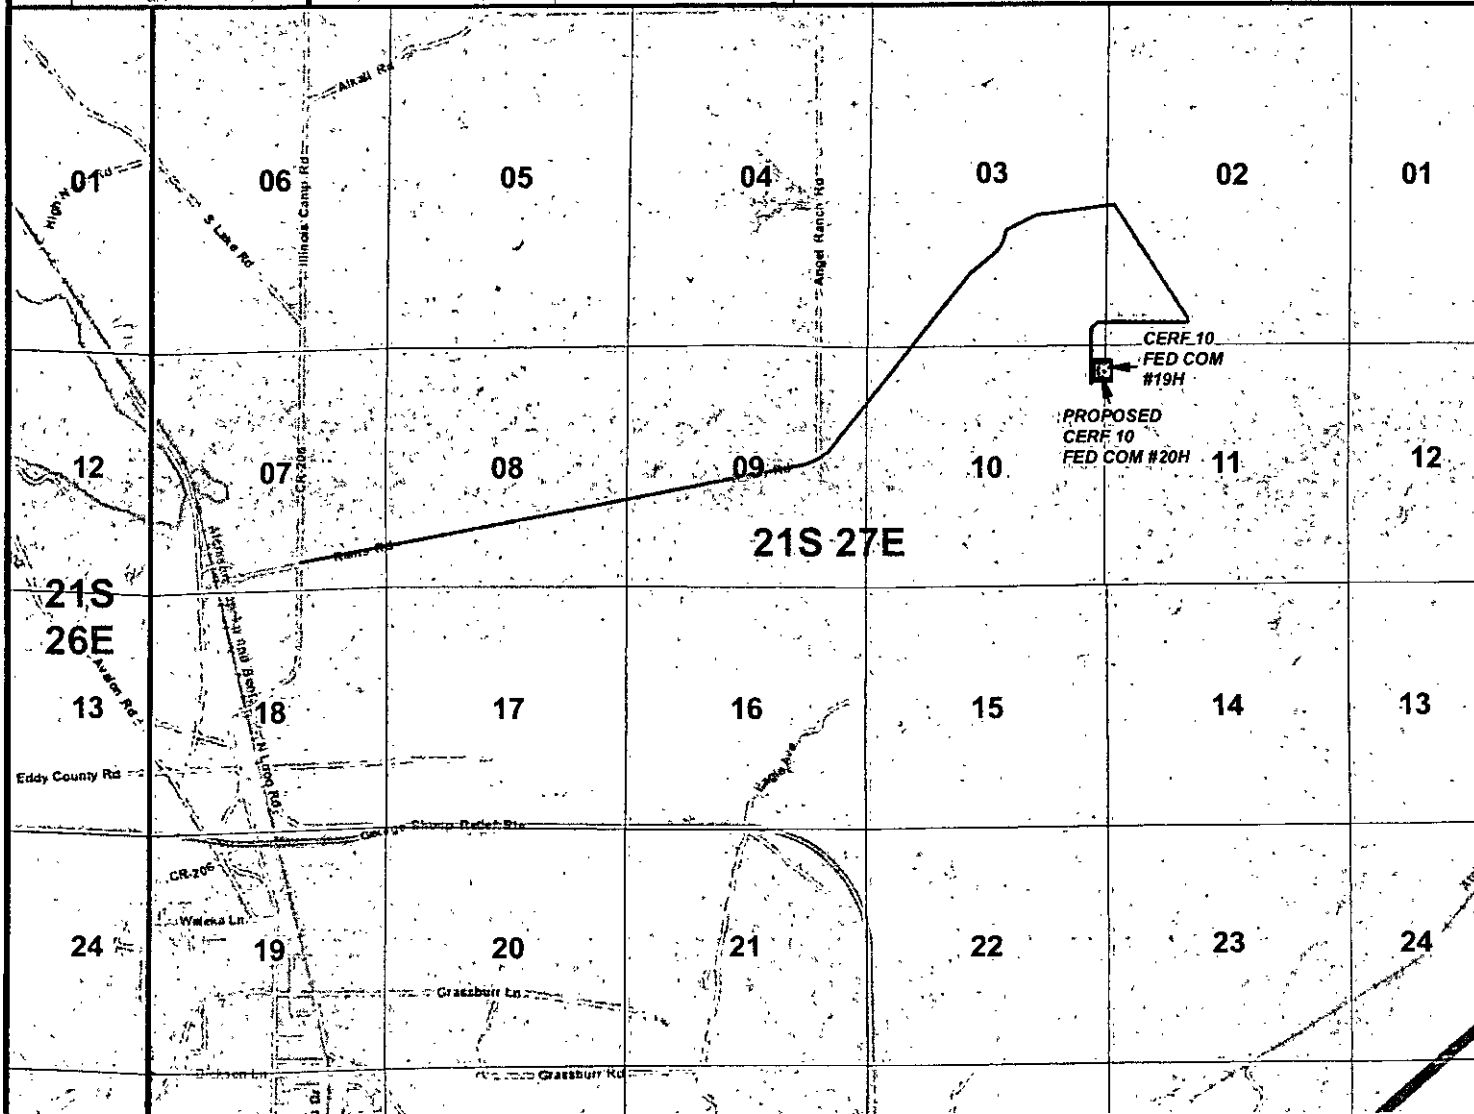 Alkali Rd
01
High N Rd
06
Illinois Camp Rd
05
04
Angel Ranch Rd
03
02
01
S Lake Rd
CERF 10
FED COM
#19H
PROPOSED
CERF 10
FED COM #20H
12
07
CR-206
08
09
Rd
10
11
12
21S 27E
Rains Rd
21S
26E
Avalon Rd
13
18
17
16
15
14
13
N Loop Rd
Eddy County Rd
Eagle Ave
George Shoup Relief Rte
CR-206
Waleka Ln
24
19
20
21
22
23
24
Grassburr Ln
Grassburr Rd